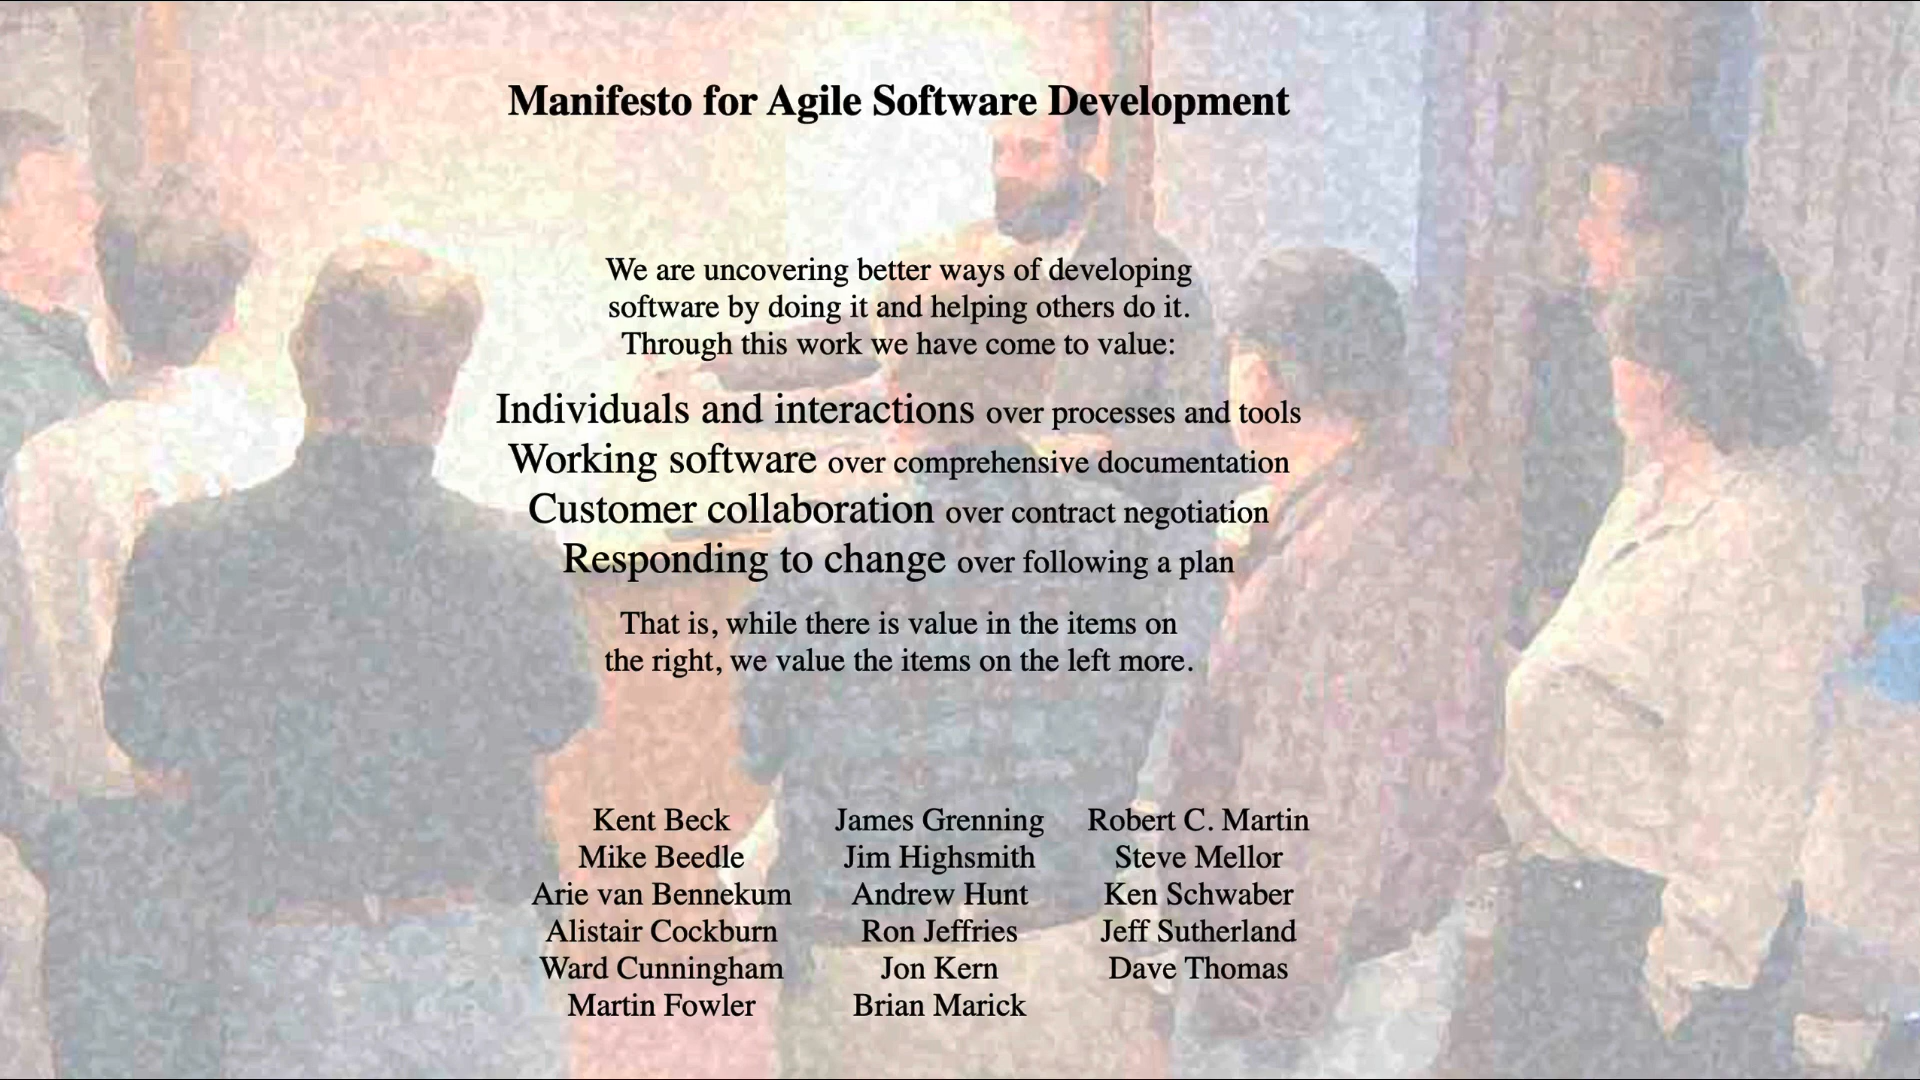 Manifesto for Agile Software Development
We are uncovering better ways of developing
software by doing it and helping others do it.
Through this work we have come to value:
Individuals and interactions over processes and tools
Working software over comprehensive documentation
Customer collaboration over contract negotiation
Responding to change over following a plan
That is, while there is value in the items on
the right, we value the items on the left more.
Kent Beck
Mike Beedle
Arie van Bennekum
Alistair Cockburn
Ward Cunningham
Martin Fowler
James Grenning
Jim Highsmith
Andrew Hunt
Ron Jeffries
Jon Kern
Brian Marick
Robert C. Martin
Steve Mellor
Ken Schwaber
Jeff Sutherland
Dave Thomas